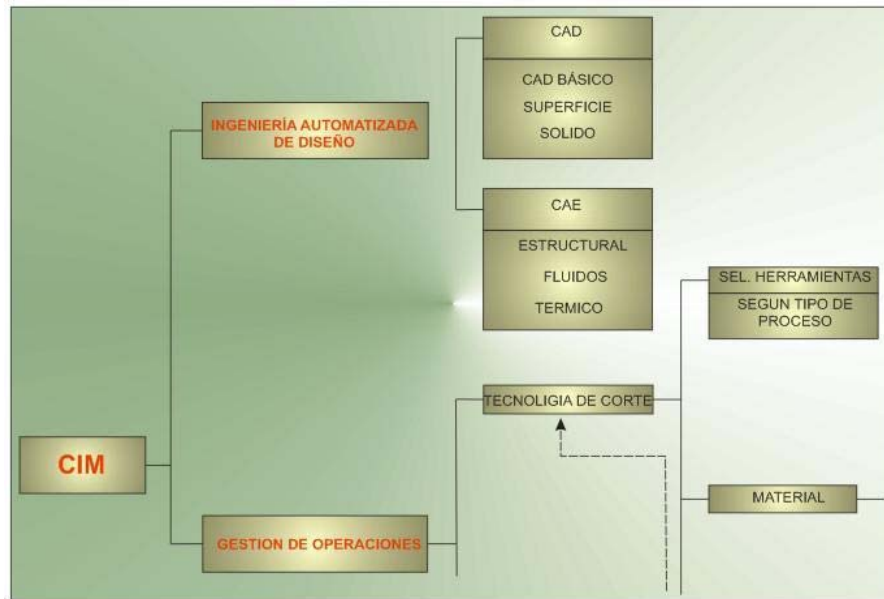 CAD
CAD BÁSICO
SUPERFICIE
SOLIDO
INGENIERÍA AUTOMATIZADA
DE DISEÑO
CAE
ESTRUCTURAL
FLUIDOS
TERMICO
SEL. HERRAMIENTAS
SEGUN TIPO DE
PROCESO
TECNOLIGIA DE CORTE
CIM
MATERIAL
GESTION DE OPERACIONES